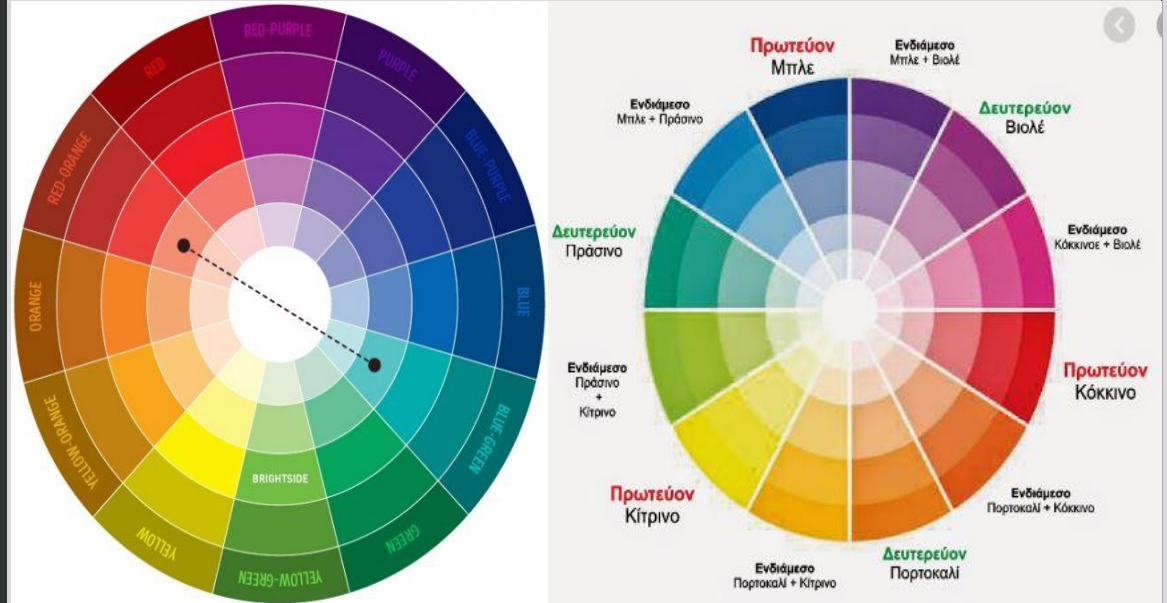 RED-PURPLE
PURPLE
BLUE-PURPLE
BLUE
BLUE-GREEN
GREEN
YELLOW-GREEN
YELLOW
YELLOW-ORANGE
ORANGE
RED-ORANGE
RED
BRIGHTSIDE
Πρωτεύον
Μπλε
Ενδιάμεσο
Μπλε + Βιολέ
Δευτερεύον
Βιολέ
Ενδιάμεσο
Κόκκινοε + Βιολέ
Πρωτεύον
Κόκκινο
Ενδιάμεσο
Πορτοκαλί + Κόκκινο
Δευτερεύον
Πορτοκαλί
Ενδιάμεσο
Πορτοκαλί + Κίτρινο
Πρωτεύον
Κίτρινο
Ενδιάμεσο
Πράσινο
+
Κίτρινο
Δευτερεύον
Πράσινο
Ενδιάμεσο
Μπλε + Πράσινο